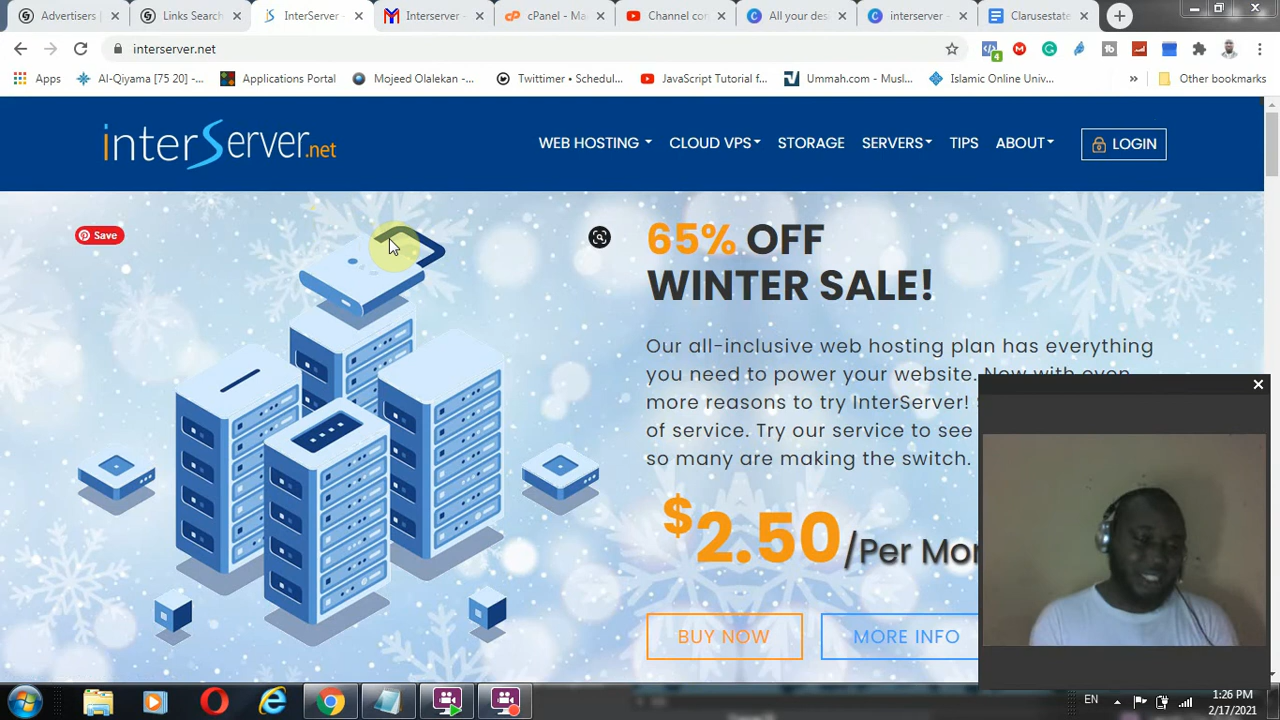 Advertisers |
Links Search
InterServer -
Interserver -
cPanel - Ma
Channel con
All your des
interserver -
Clarusestate
interserver.net
4
Apps
Al-Qiyama [75 20] -...
Applications Portal
Mojeed Olalekan -...
Twittimer • Schedul...
JavaScript Tutorial f...
Ummah.com - Musl...
Islamic Online Univ...
Other bookmarks
interServer.net
WEB HOSTING
CLOUD VPS
STORAGE
SERVERS
TIPS
ABOUT
LOGIN
Save
65% OFF
WINTER SALE!
Our all-inclusive web hosting plan has everything
you need to power your website. Now with even
more reasons to try InterServer!
of service. Try our service to see
so many are making the switch.
$2.50/Per Mon
BUY NOW
MORE INFO
EN
1:26 PM
2/17/2021